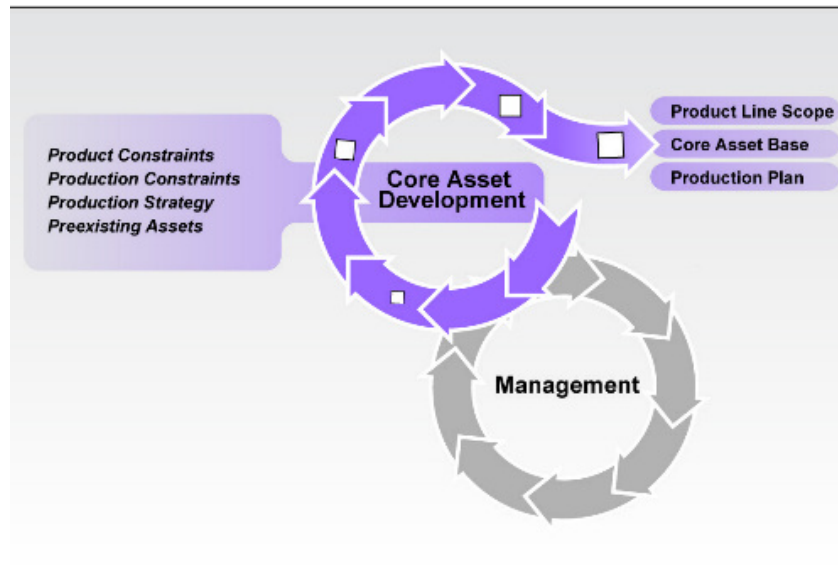 Product Constraints
Production Constraints
Production Strategy
Preexisting Assets
Core Asset
Development
Product Line Scope
Core Asset Base
Production Plan
Management